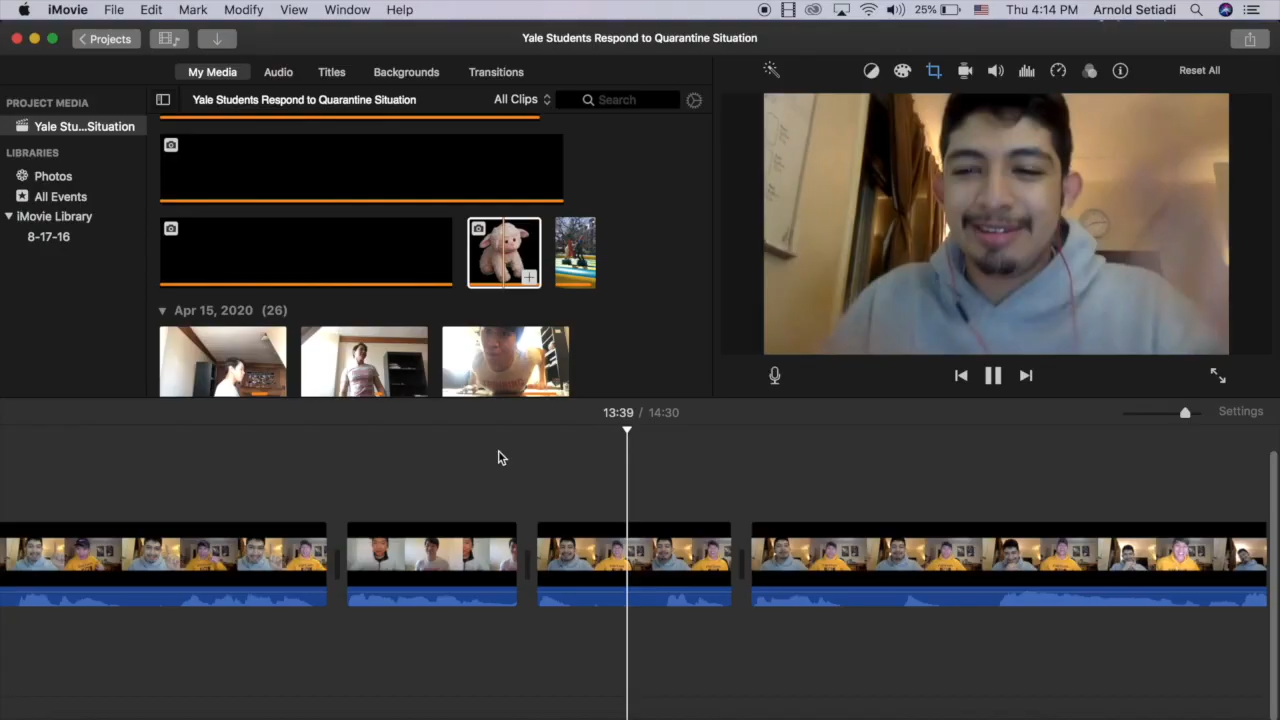 iMovie File Edit Mark Modify View Window Help 25% Thu 4:14 PM Arnold Setiadi
Projects Yale Students Respond to Quarantine Situation
My Media Audio Titles Backgrounds Transitions Reset All
PROJECT MEDIA
Yale Stu...Situation
LIBRARIES
Photos
All Events
iMovie Library
8-17-16
Yale Students Respond to Quarantine Situation All Clips Search
Apr 15, 2020 (26)
13:39 / 14:30 Settings